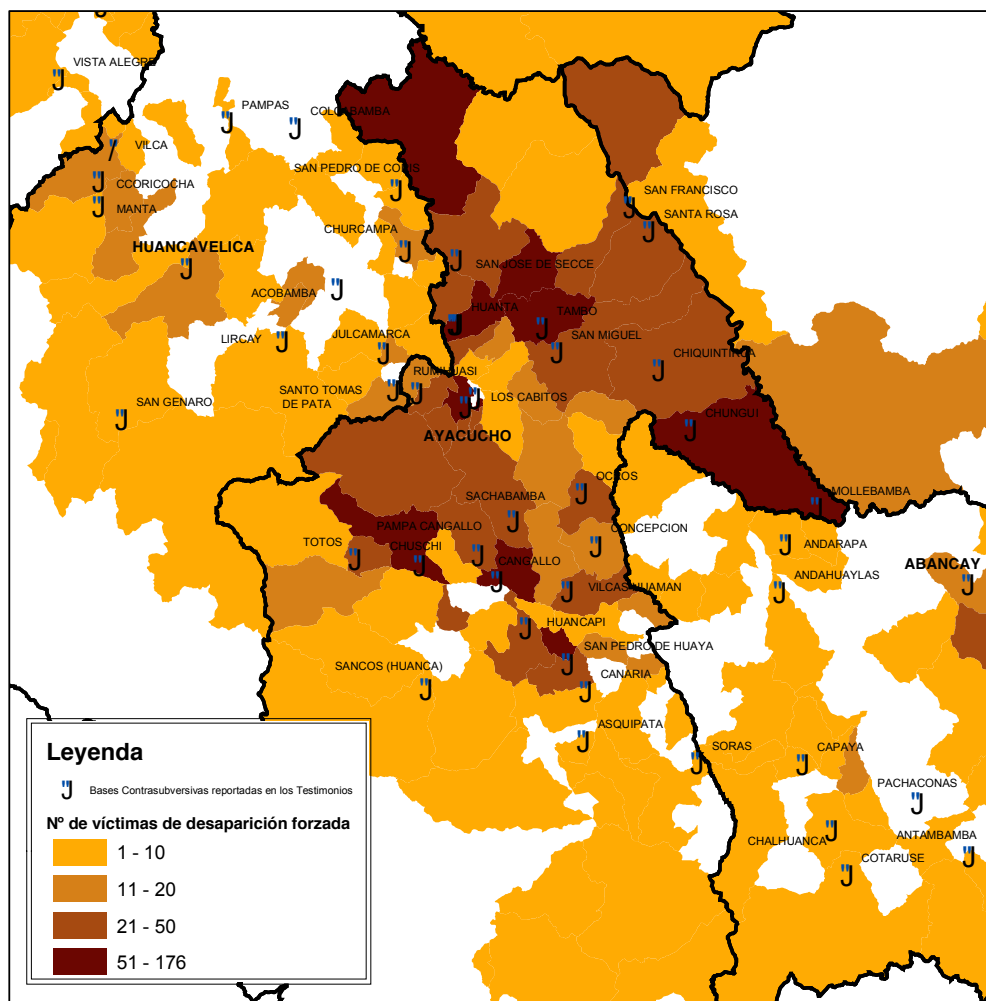 VISTA ALEGRE
PAMPAS
COLCABAMBA
VILCA
SAN PEDRO DE CORIS
CCORICOCHA
SAN FRANCISCO
MANTA
SANTA ROSA
CHURCAMPA
HUANCAVELICA
SAN JOSE DE SECCE
ACOBAMBA
HUANTA
TAMBO
LIRCAY
JULCAMARCA
SAN MIGUEL
CHIQUINTIRCA
RUMIHUASI
SANTO TOMAS
DE PATA
LOS CABITOS
SAN GENARO
CHUNGUI
AYACUCHO
OCROS
SACHABAMBA
MOLLEBAMBA
PAMPA CANGALLO
CONCEPCION
TOTOS
CHUSCHI
CANGALLO
ANDARAPA
ABANCAY
ANDAHUAYLAS
VILCAS HUAMAN
HUANCAPI
SAN PEDRO DE HUAYA
SANCOS (HUANCA)
CANARIA
ASQUIPATA
SORAS
CAPAYA
PACHACONAS
CHALHUANCA
ANTAMBAMBA
COTARUSE
Leyenda
Bases Contrasubversivas reportadas en los Testimonios
Nº de víctimas de desaparición forzada
1 - 10
11 - 20
21 - 50
51 - 176